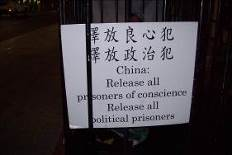 釋放良心犯
釋放政治犯
China:
Release all
prisoners of conscience
Release all
political prisoners